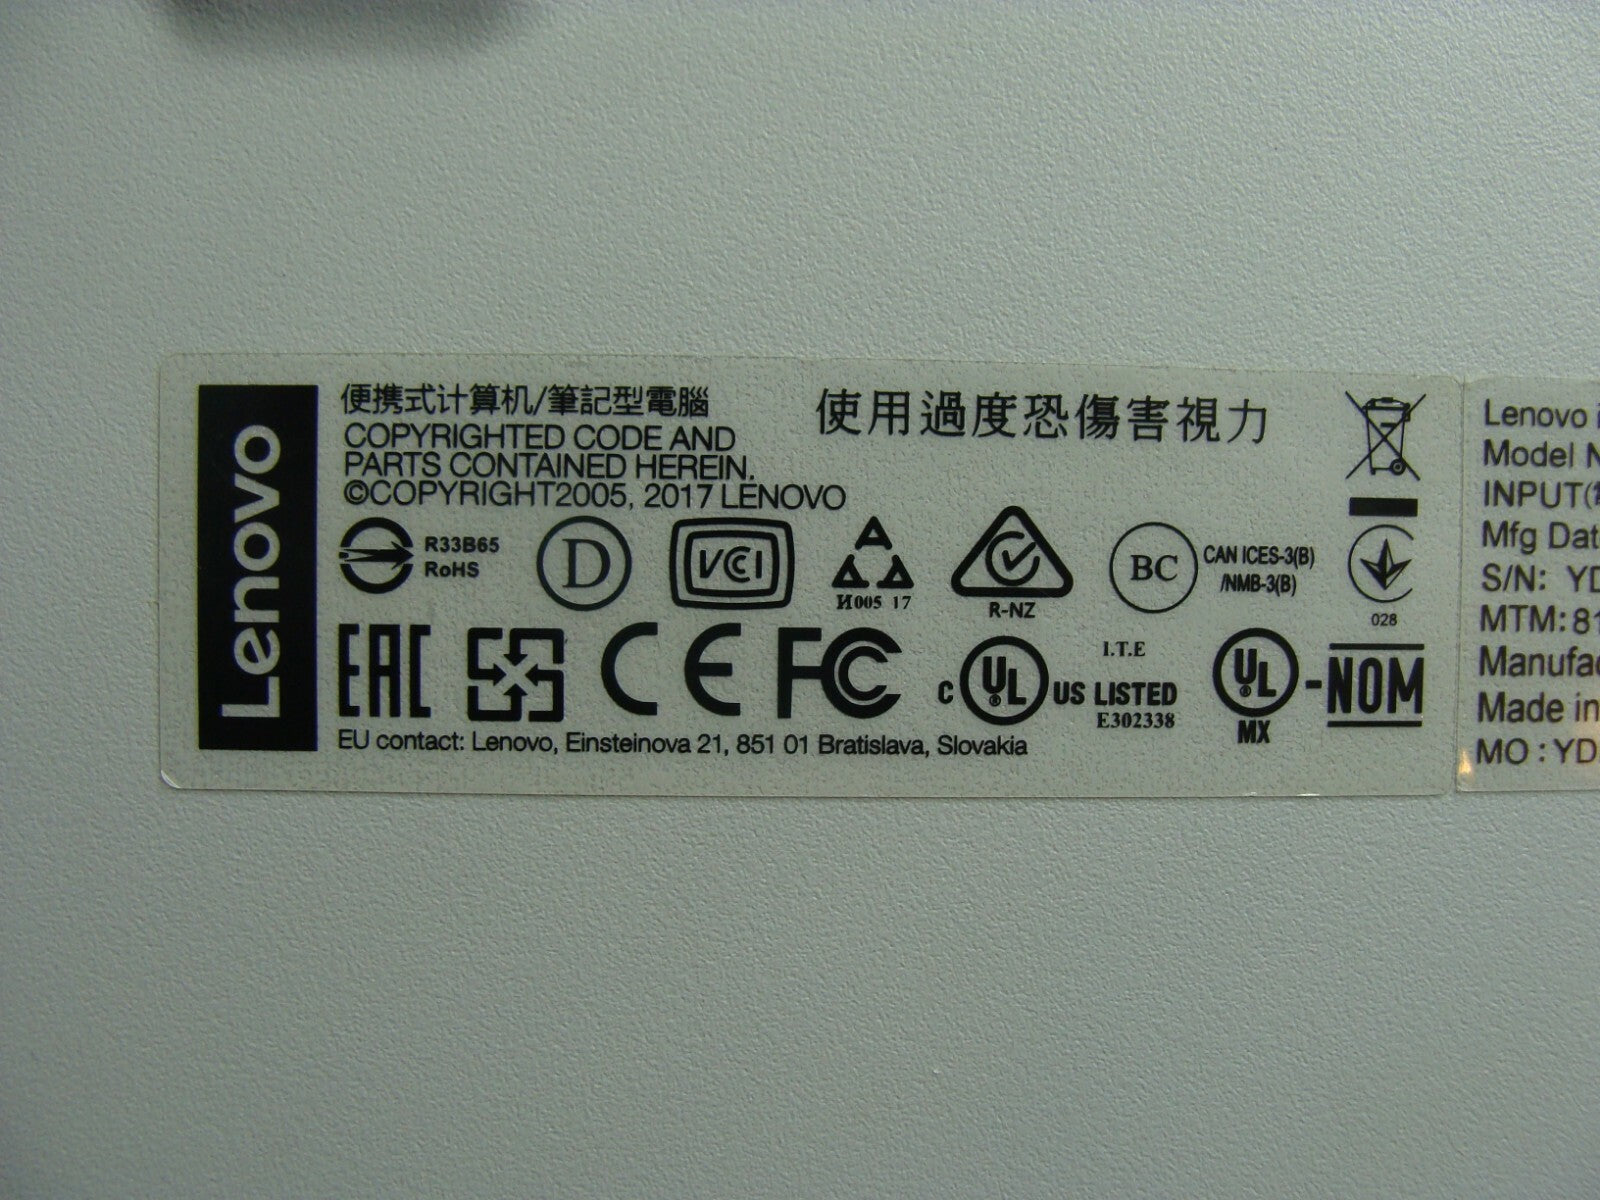 Lenovo
便携式计算机/筆記型電腦
COPYRIGHTED CODE AND
PARTS CONTAINED HEREIN.
©COPYRIGHT2005, 2017 LENOVO
使用過度恐傷害視力
R33B65
RoHS
D
VCCI
И005 17
R-NZ
BC
CAN ICES-3(B)
/NMB-3(B)
028
EAC
CE
FC
C UL US LISTED
I.T.E
E302338
UL
MX
-NOM
EU contact: Lenovo, Einsteinova 21, 851 01 Bratislava, Slovakia
Lenovo
Model
INPUT(
Mfg
S/N: YD
MTM:81
Made in
MO : YD